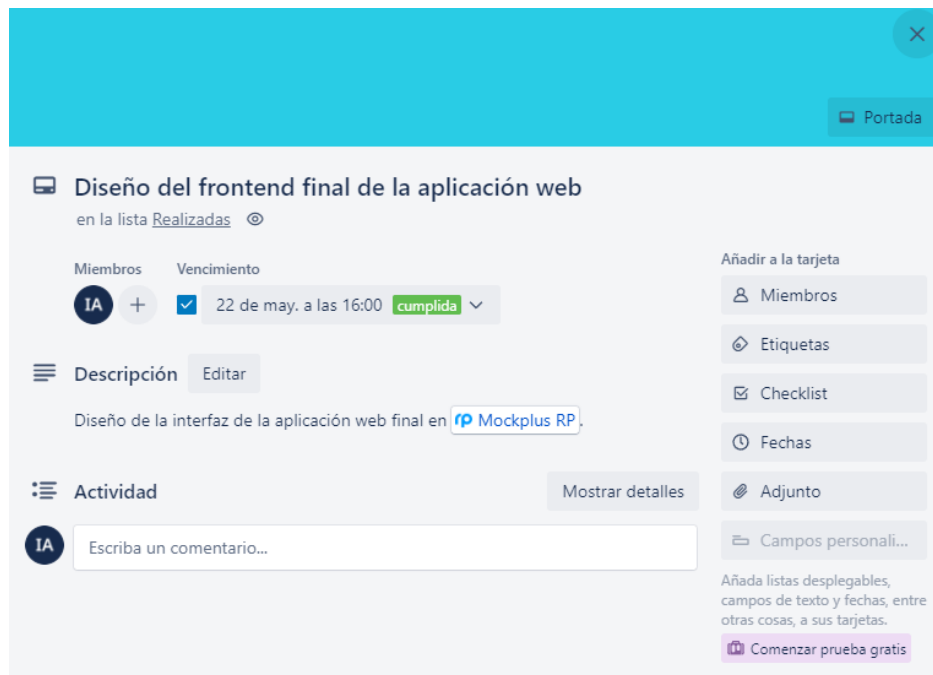 Portada
Diseño del frontend final de la aplicación web
en la lista Realizadas
Miembros Vencimiento
IA + 22 de may. a las 16:00 cumplida
Descripción Editar
Diseño de la interfaz de la aplicación web final en rp Mockplus RP.
Actividad Mostrar detalles
IA Escriba un comentario...
Añadir a la tarjeta
Miembros
Etiquetas
Checklist
Fechas
Adjunto
Campos personali...
Añada listas desplegables,
campos de texto y fechas, entre
otras cosas, a sus tarjetas.
Comenzar prueba gratis